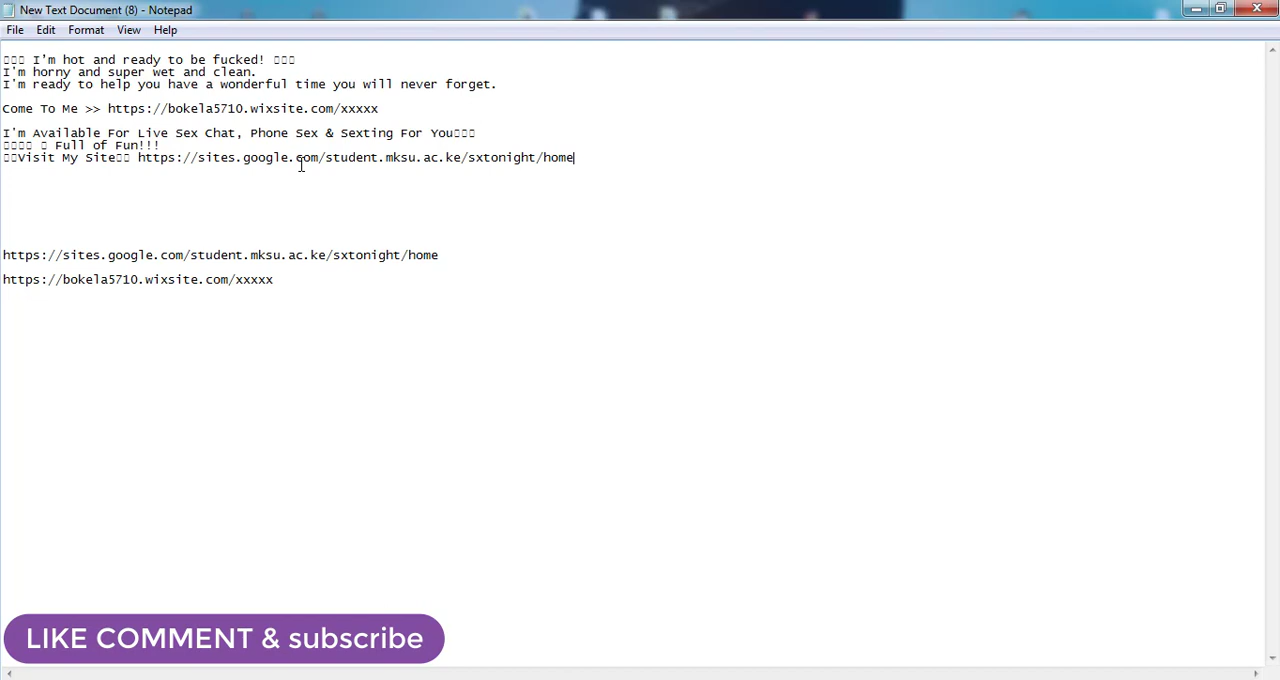 New Text Document (8) - Notepad
File Edit Format View Help
▯▯▯ I'm hot and ready to be fucked! ▯▯▯
I'm horny and super wet and clean.
I'm ready to help you have a wonderful time you will never forget.
Come To Me >> https://bokela5710.wixsite.com/xxxxx
I'm Available For Live Sex Chat, Phone Sex & Sexting For You▯▯▯
▯▯▯▯ ▯ Full of Fun!!!
▯▯Visit My Site▯▯ https://sites.google.com/student.mksu.ac.ke/sxtonight/home
https://sites.google.com/student.mksu.ac.ke/sxtonight/home
https://bokela5710.wixsite.com/xxxxx
LIKE COMMENT & subscribe